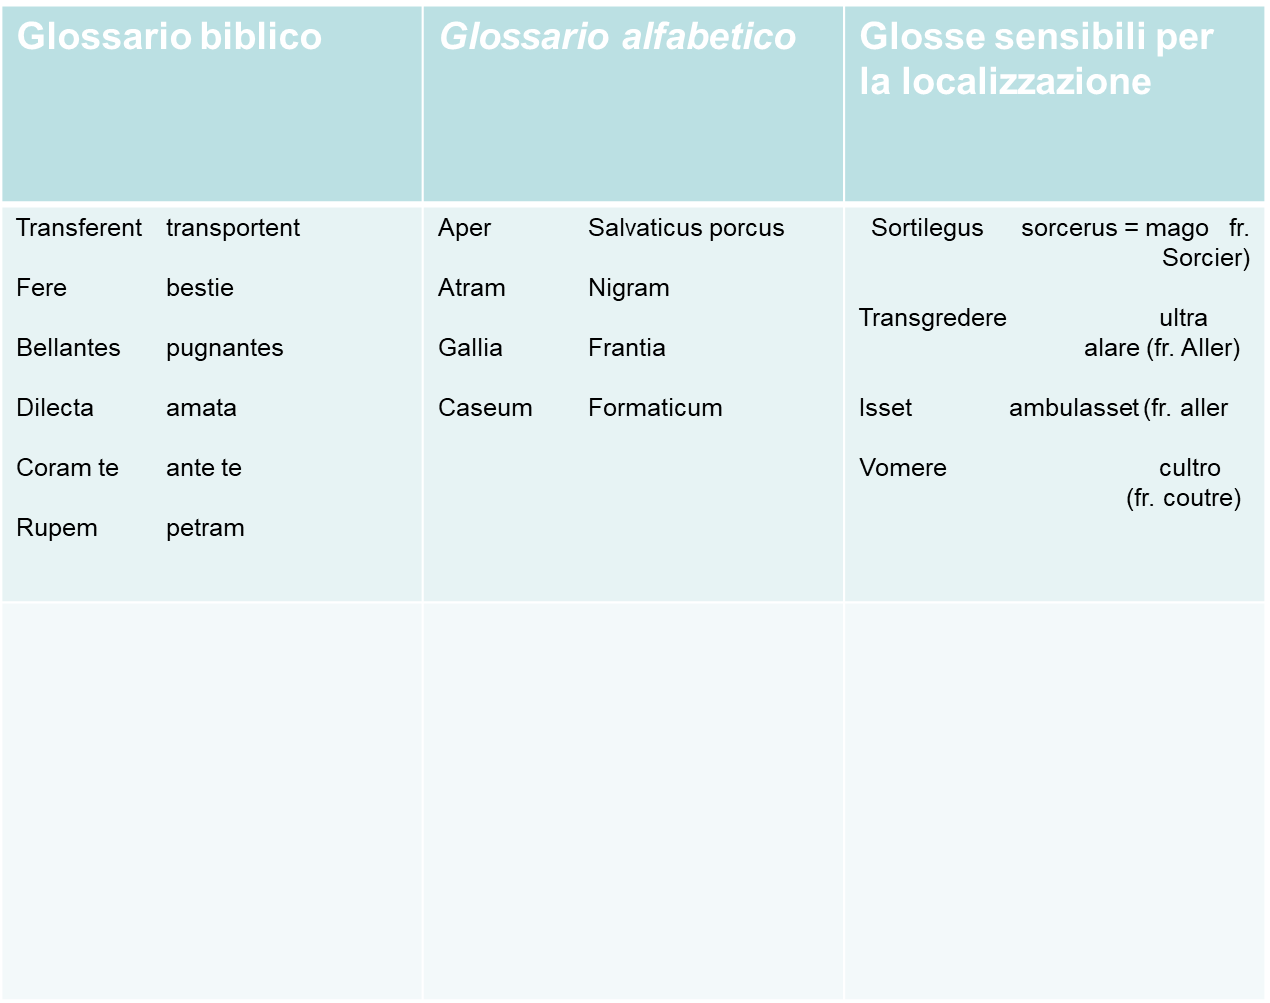 Glossario biblico
Glossario alfabetico
Glosse sensibili per
la localizzazione
Transferent transportent
Fere bestie
Bellantes pugnantes
Dilecta amata
Coram te ante te
Rupem petram
Aper Salvaticus porcus
Atram Nigram
Gallia Frantia
Caseum Formaticum
Sortilegus sorcerus = mago fr.
Sorcier)
Transgredere ultra
alare (fr. Aller)
Isset ambulasset (fr. aller
Vomere cultro
(fr. coutre)